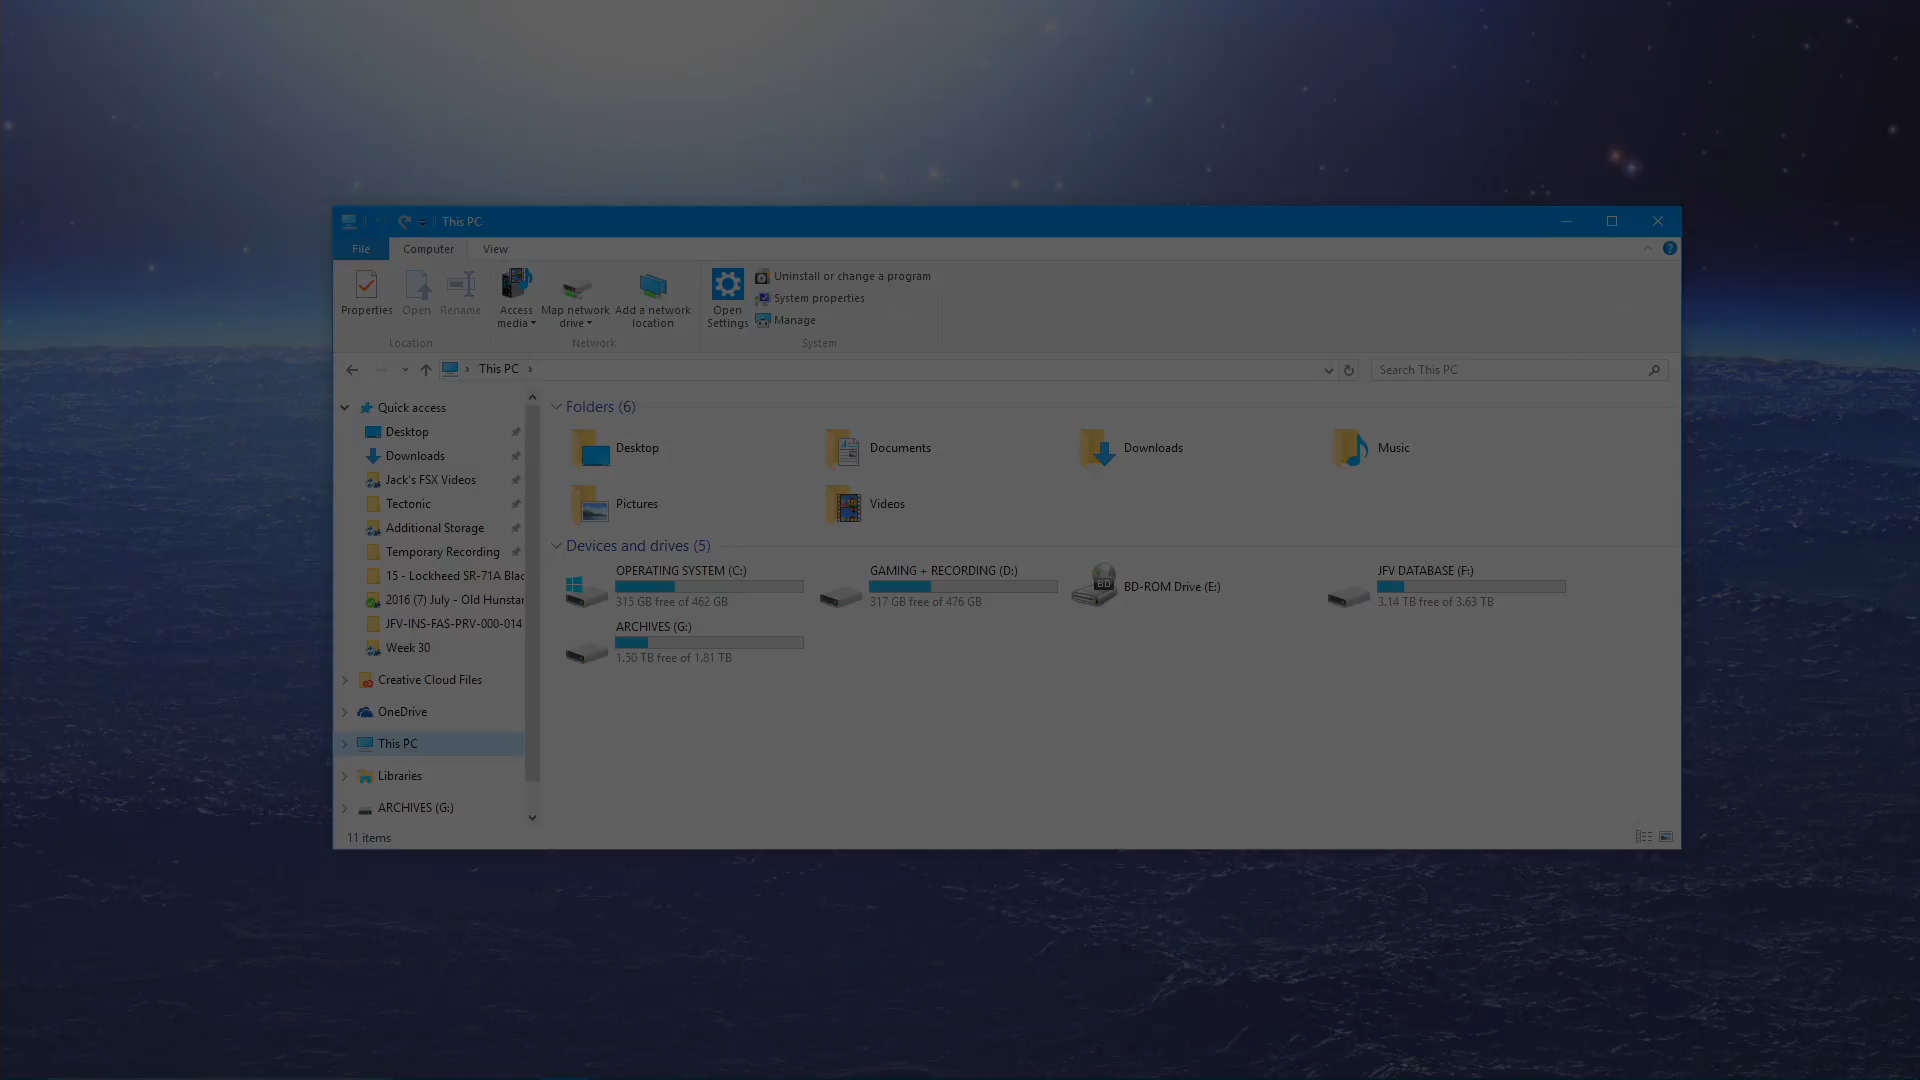 This PC
File Computer View
Uninstall or change a program
System properties
Manage
Properties Open Rename Access media Map network drive Add a network location Open Settings
Location Network System
This PC
Search This PC
Quick access
Desktop
Downloads
Jack's FSX Videos
Tectonic
Additional Storage
Temporary Recording
15 - Lockheed SR-71A Blac
2016 (7) July - Old Hunstar
JFV-INS-FAS-PRV-000-014
Week 30
Creative Cloud Files
OneDrive
This PC
Libraries
ARCHIVES (G:)
Folders (6)
Desktop Documents Downloads Music
Pictures Videos
Devices and drives (5)
OPERATING SYSTEM (C:)
315 GB free of 462 GB
GAMING + RECORDING (D:)
317 GB free of 476 GB
BD
BD-ROM Drive (E:)
JFV DATABASE (F:)
3.14 TB free of 3.63 TB
ARCHIVES (G:)
1.50 TB free of 1.81 TB
11 items